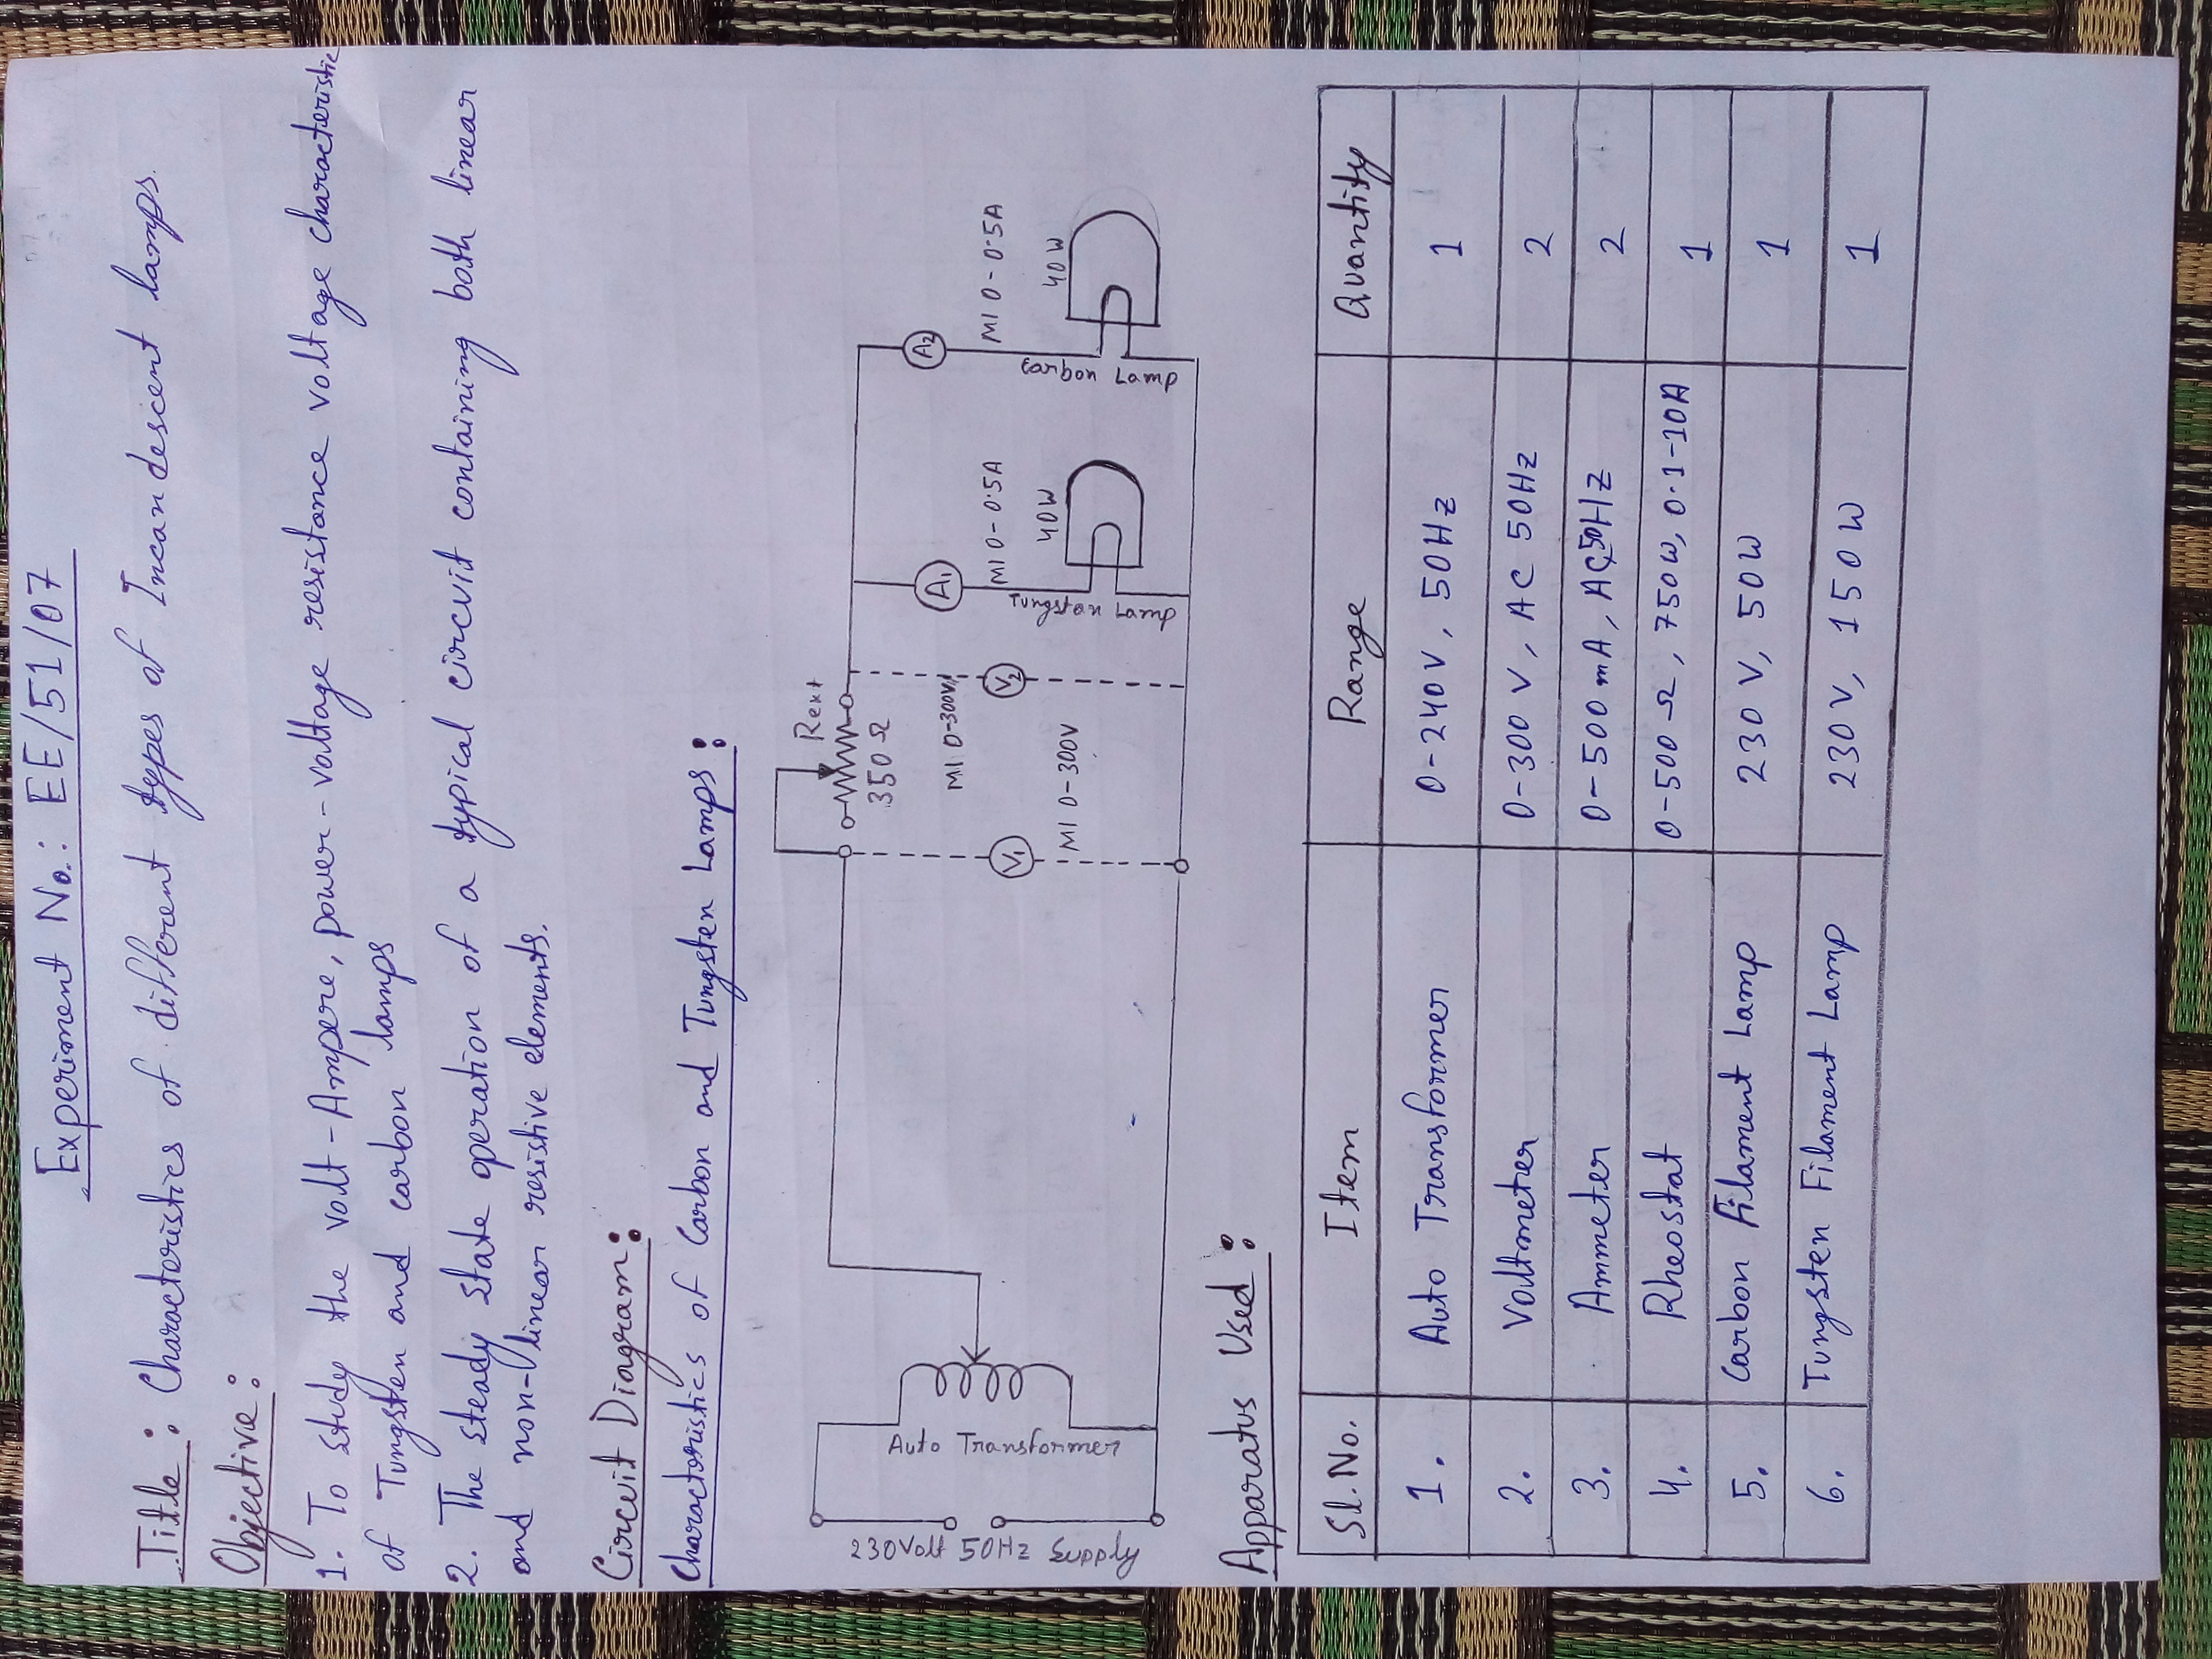 Experiment No.: EE/51/07
Title: Characteristics of different types of Incandescent lamps.
Objective:
1. To study the volt-Ampere, power-voltage resistance voltage characteristic
of Tungsten and carbon lamps
2. The steady state operation of a typical circuit containing both linear
and non-linear resistive elements.
Circuit Diagram:
Characteristics of Carbon and Tungsten Lamps:
230Volt 50Hz Supply
Auto Transformer
Rext
350 Ω
V1
MI 0-300V
MI 0-300V
V2
A1
MI 0-0.5A
Tungsten Lamp
40W
A2
MI 0-0.5A
Carbon Lamp
40W
Apparatus Used:
Sl. No. Item Range Quantity
1. Auto Transformer 0-240V, 50Hz 1
2. Voltmeter 0-300 V, AC 50Hz 2
3. Ammeter 0-500 mA, AC,50HZ 2
4. Rheostat 0-500 Ω, 750W, 0.1-10A 1
5. Carbon Filament Lamp 230 V, 50W 1
6. Tungsten Filament Lamp 230V, 150W 1